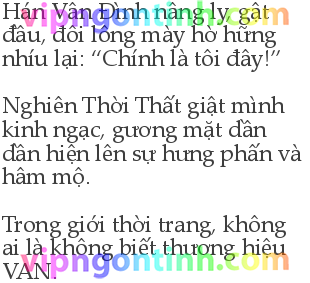 Hán Vân Đình nâng ly, gật
đầu, đôi lông mày hờ hững
nhíu lại: “Chính là tôi đây!”
Nghiên Thời Thất giật mình
kinh ngạc, gương mặt dần
dần hiện lên sự hưng phấn và
hâm mộ.
Trong giới thời trang, không
ai là không biết thương hiệu
VAN.
vipngontinh.com
vipngontinh.com